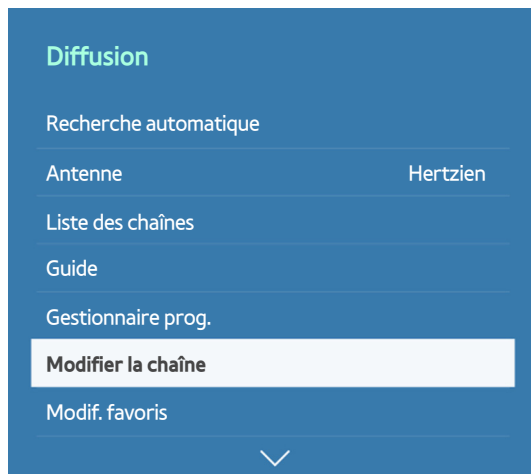 Diffusion
Recherche automatique
Antenne Hertzien
Liste des chaînes
Guide
Gestionnaire prog.
Modifier la chaîne
Modif. favoris